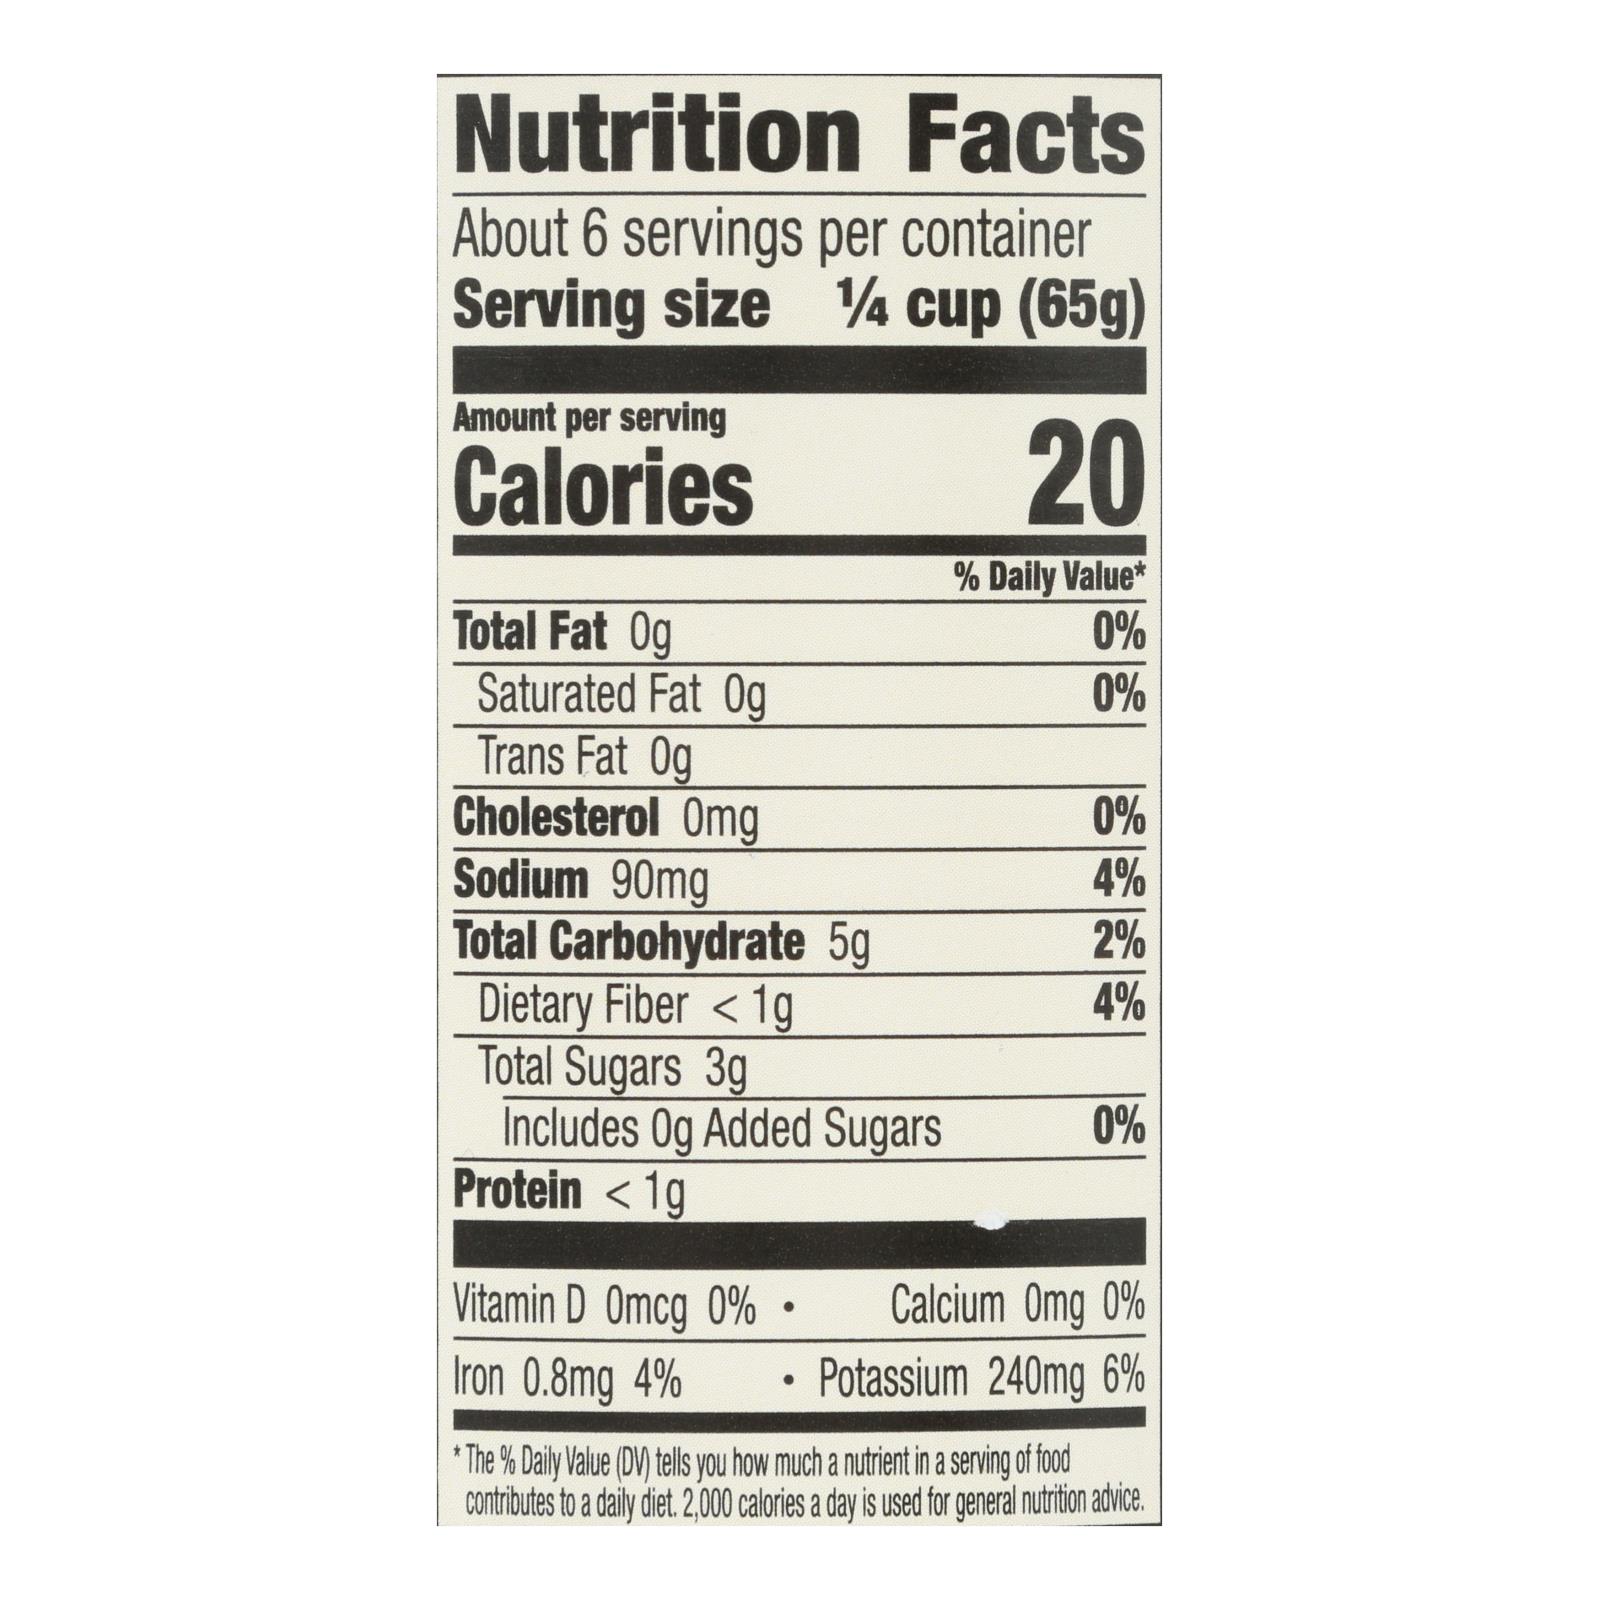 Nutrition Facts
About 6 servings per container
Serving size ¼ cup (65g)
Amount per serving
Calories 20
% Daily Value*
Total Fat 0g 0%
Saturated Fat 0g 0%
Trans Fat 0g
Cholesterol 0mg 0%
Sodium 90mg 4%
Total Carbohydrate 5g 2%
Dietary Fiber < 1g 4%
Total Sugars 3g
Includes 0g Added Sugars 0%
Protein < 1g
Vitamin D 0mcg 0% • Calcium 0mg 0%
Iron 0.8mg 4% • Potassium 240mg 6%
* The % Daily Value (DV) tells you how much a nutrient in a serving of food
contributes to a daily diet. 2,000 calories a day is used for general nutrition advice.